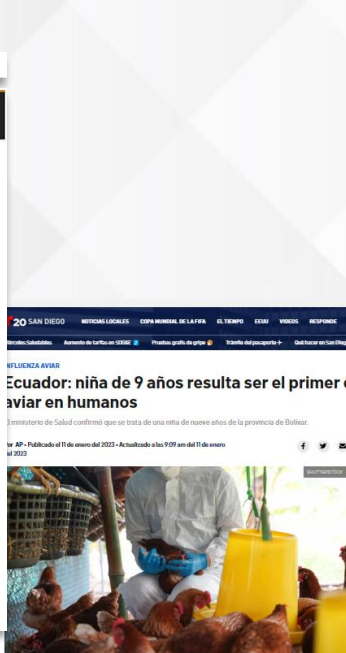 20 SAN DIEGO NOTICIAS LOCALES COPA MUNDIAL DE LA FIFA EL TIEMPO EEUU VIDEOS RESPONDE
Aumento de tarifas en SDG&E Pruebas gratis de gripe Trámite del pasaporte + Qué hacer en San Dieg
NFLUENZA AVIAR
Ecuador: niña de 9 años resulta ser el primer
aviar en humanos
l ministerio de Salud confirmó que se trata de una niña de nueve años de la provincia de Bolívar.
or AP • Publicado el 11 de enero del 2023 • Actualizado a las 9:09 am del 11 de enero
el 2023
SHUTTERSTOCK